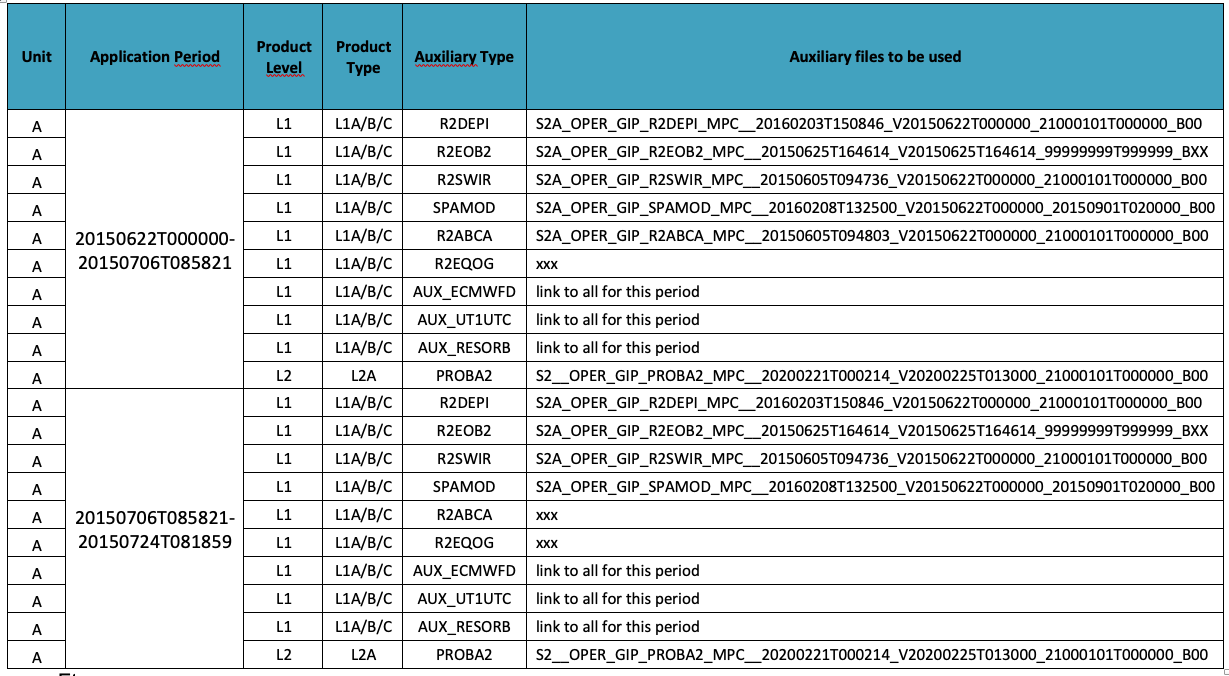 Unit Application Period Product Level Product Type Auxiliary Type Auxiliary files to be used
A 20150622T000000-20150706T085821 L1 L1A/B/C R2DEPI S2A_OPER_GIP_R2DEPI_MPC__20160203T150846_V20150622T000000_21000101T000000_B00
A L1 L1A/B/C R2EOB2 S2A_OPER_GIP_R2EOB2_MPC__20150625T164614_V20150625T164614_99999999T999999_BXX
A L1 L1A/B/C R2SWIR S2A_OPER_GIP_R2SWIR_MPC__20150605T094736_V20150622T000000_21000101T000000_B00
A L1 L1A/B/C SPAMOD S2A_OPER_GIP_SPAMOD_MPC__20160208T132500_V20150622T000000_20150901T020000_B00
A L1 L1A/B/C R2ABCA S2A_OPER_GIP_R2ABCA_MPC__20150605T094803_V20150622T000000_21000101T000000_B00
A L1 L1A/B/C R2EQOG xxx
A L1 L1A/B/C AUX_ECMWFD link to all for this period
A L1 L1A/B/C AUX_UT1UTC link to all for this period
A L1 L1A/B/C AUX_RESORB link to all for this period
A L2 L2A PROBA2 S2__OPER_GIP_PROBA2_MPC__20200221T000214_V20200225T013000_21000101T000000_B00
A 20150706T085821-20150724T081859 L1 L1A/B/C R2DEPI S2A_OPER_GIP_R2DEPI_MPC__20160203T150846_V20150622T000000_21000101T000000_B00
A L1 L1A/B/C R2EOB2 S2A_OPER_GIP_R2EOB2_MPC__20150625T164614_V20150625T164614_99999999T999999_BXX
A L1 L1A/B/C R2SWIR S2A_OPER_GIP_R2SWIR_MPC__20150605T094736_V20150622T000000_21000101T000000_B00
A L1 L1A/B/C SPAMOD S2A_OPER_GIP_SPAMOD_MPC__20160208T132500_V20150622T000000_20150901T020000_B00
A L1 L1A/B/C R2ABCA xxx
A L1 L1A/B/C R2EQOG xxx
A L1 L1A/B/C AUX_ECMWFD link to all for this period
A L1 L1A/B/C AUX_UT1UTC link to all for this period
A L1 L1A/B/C AUX_RESORB link to all for this period
A L2 L2A PROBA2 S2__OPER_GIP_PROBA2_MPC__20200221T000214_V20200225T013000_21000101T000000_B00